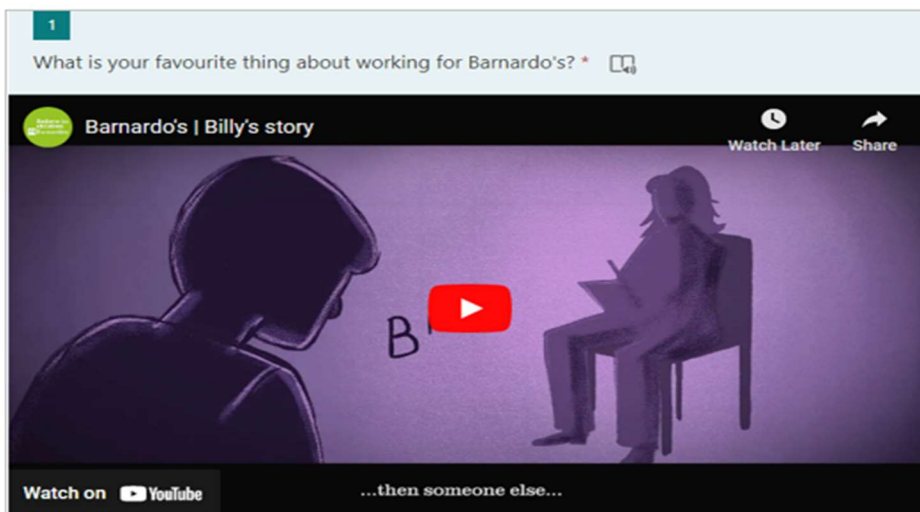 1
What is your favourite thing about working for Barnardo's? *
Barnardo's | Billy's story
Watch Later
Share
B
Watch on YouTube
...then someone else...